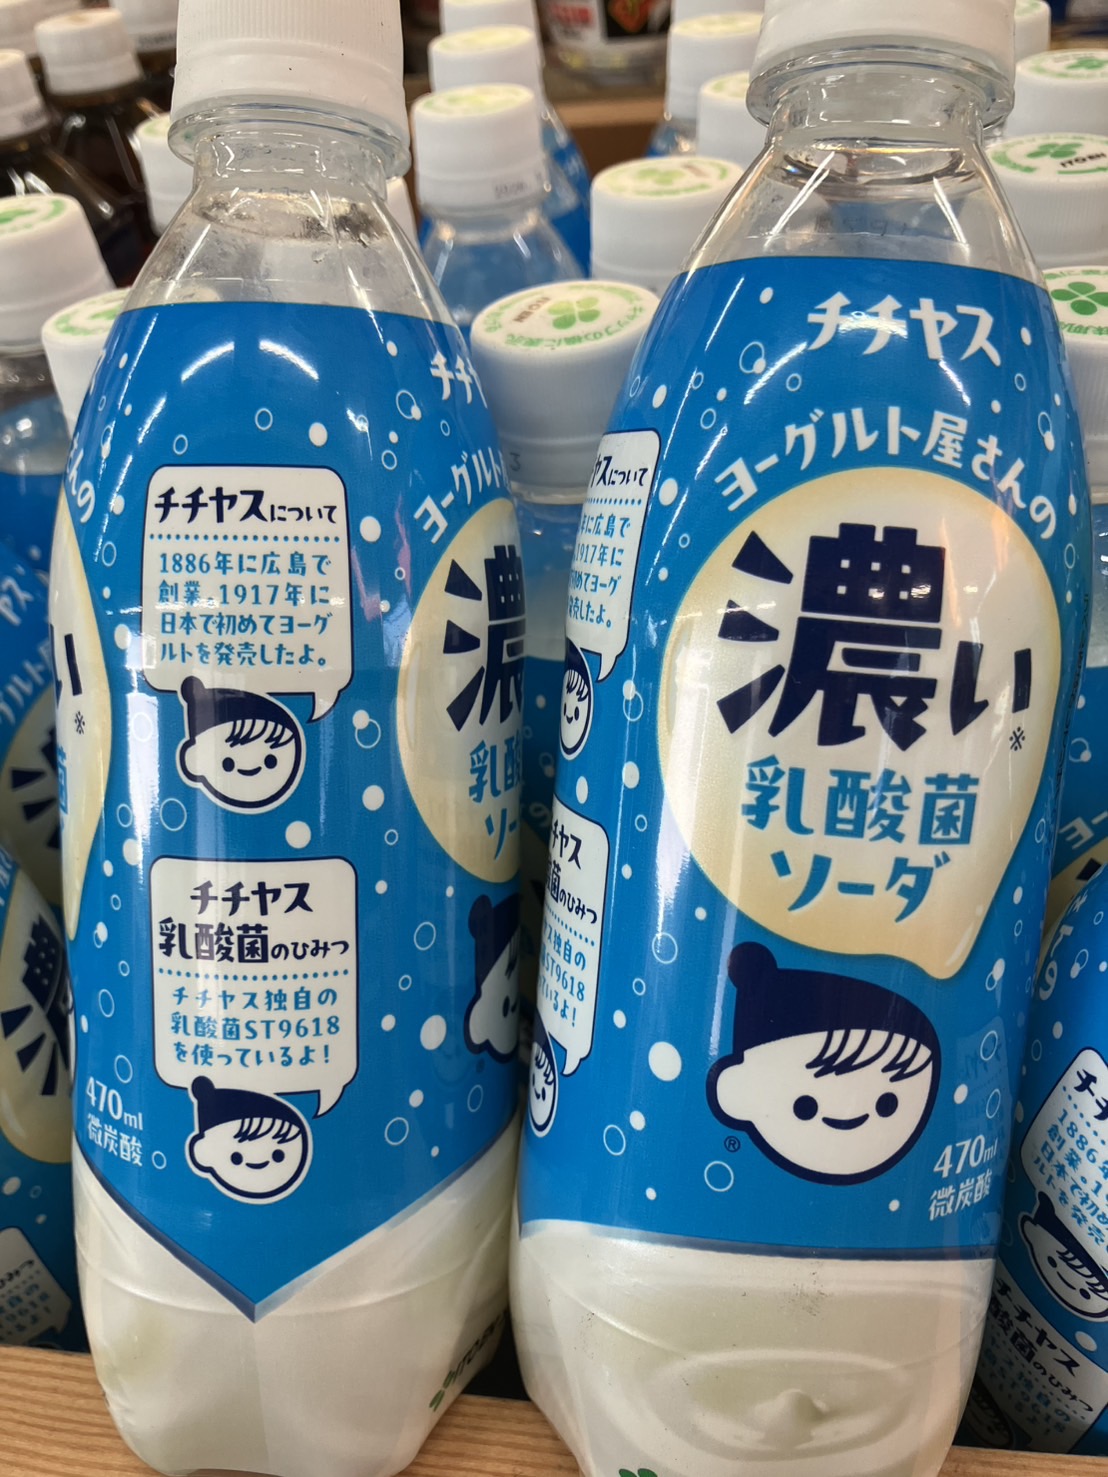 チチヤスについて
1886年に広島で
創業。1917年に
日本で初めてヨーグ
ルトを発売したよ。
チチヤス
乳酸菌のひみつ
チチヤス独自の
乳酸菌ST9618
を使っているよ!
470ml
微炭酸
チチヤス
ヨーグルト屋さんの
濃い※
乳酸菌
ソーダ
®
470ml
微炭酸
ITO EN